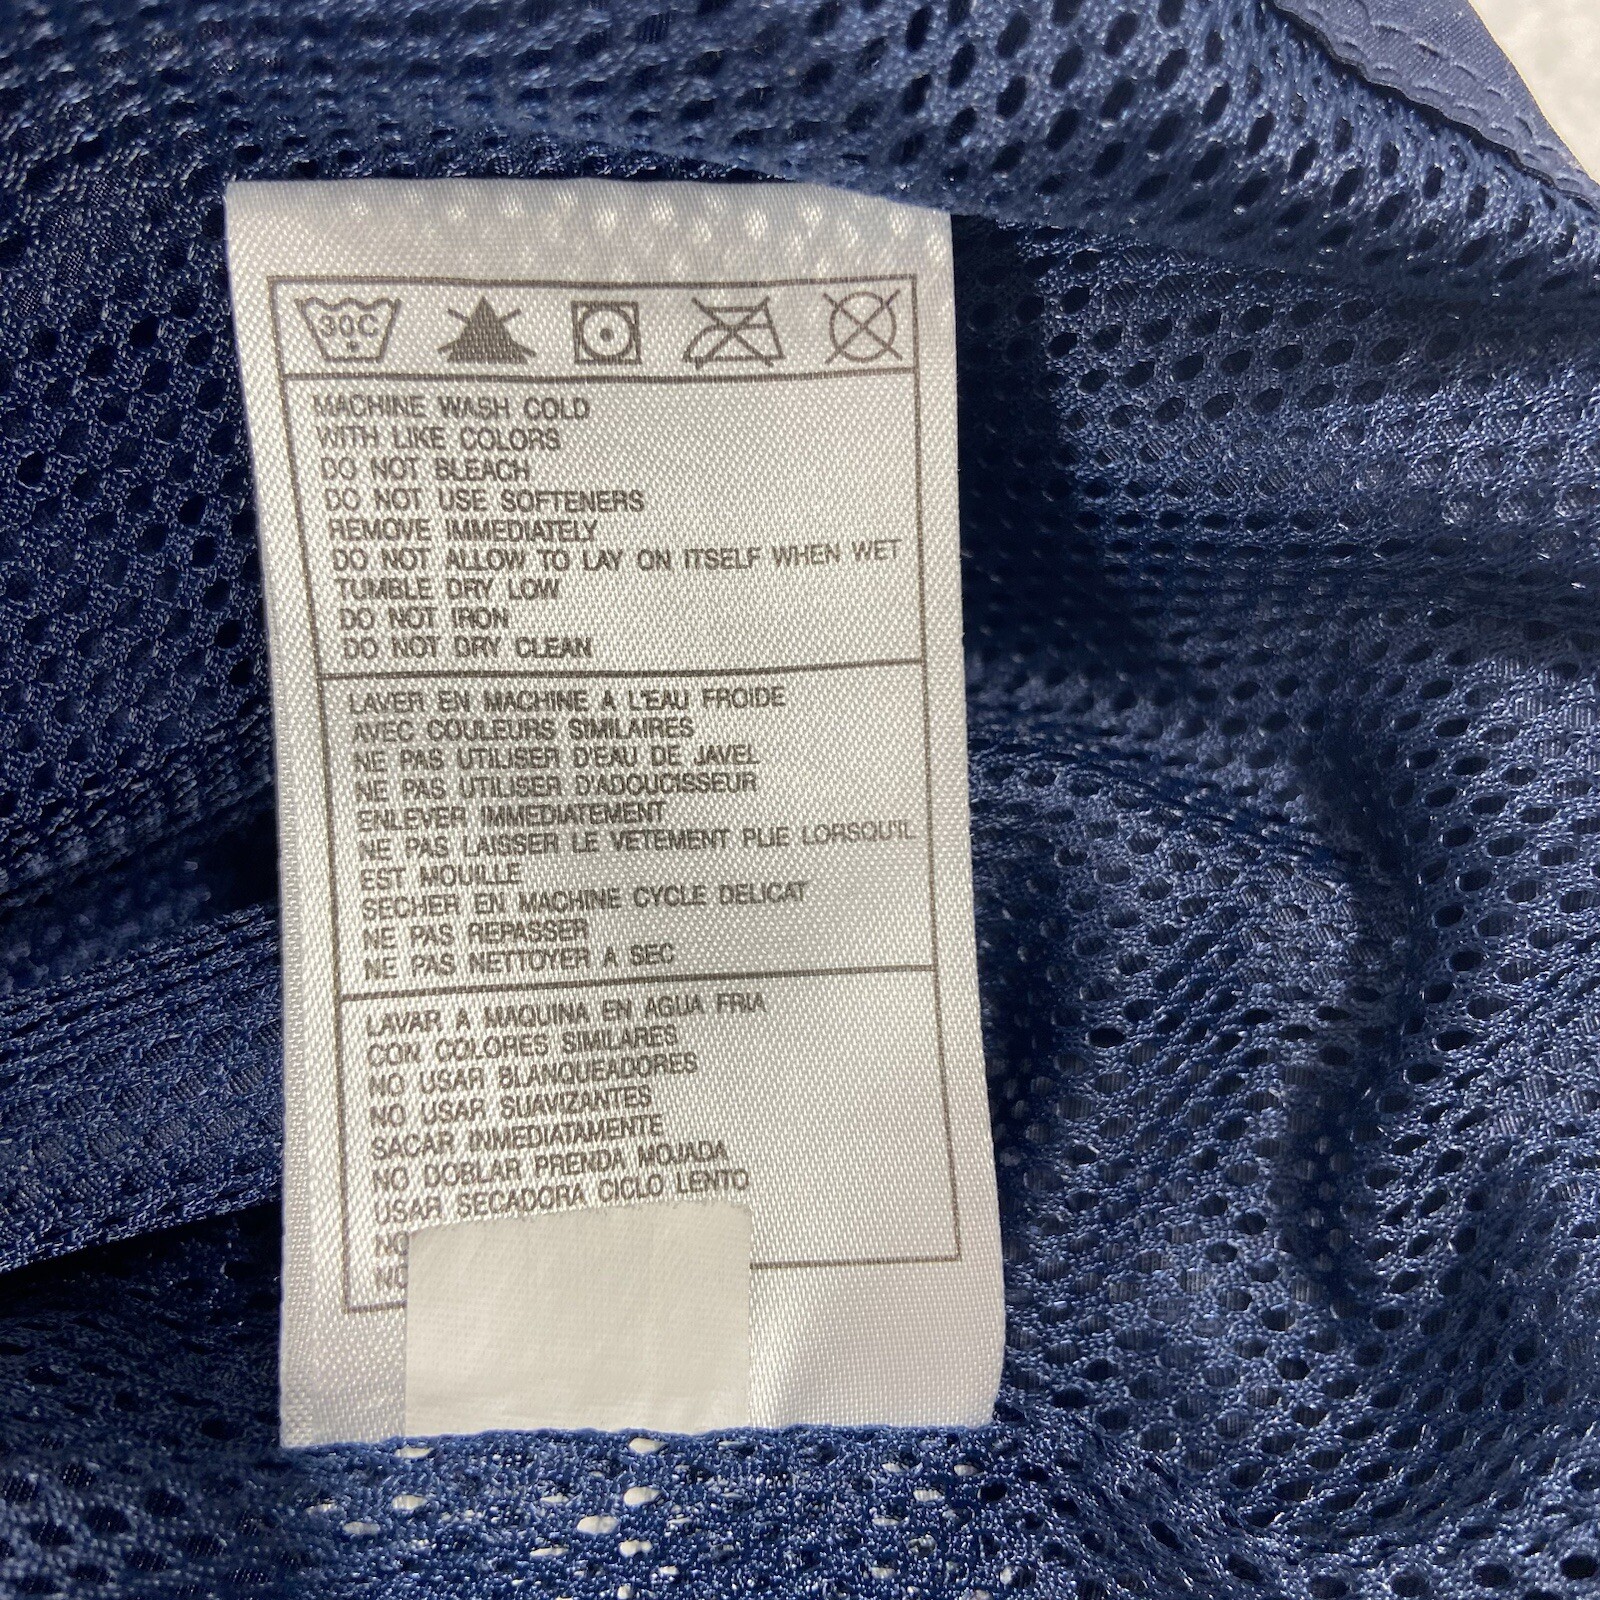 30C
MACHINE WASH COLD
WITH LIKE COLORS
DO NOT BLEACH
DO NOT USE SOFTENERS
REMOVE IMMEDIATELY
DO NOT ALLOW TO LAY ON ITSELF WHEN WET
TUMBLE DRY LOW
DO NOT IRON
DO NOT DRY CLEAN
LAVER EN MACHINE A L'EAU FROIDE
AVEC COULEURS SIMILAIRES
NE PAS UTILISER D'EAU DE JAVEL
NE PAS UTILISER D'ADOUCISSEUR
ENLEVER IMMEDIATEMENT
NE PAS LAISSER LE VETEMENT PLIE LORSQU'IL
EST MOUILLE
SECHER EN MACHINE CYCLE DELICAT
NE PAS REPASSER
NE PAS NETTOYER A SEC
LAVAR A MAQUINA EN AGUA FRIA
CON COLORES SIMILARES
NO USAR BLANQUEADORES
NO USAR SUAVIZANTES
SACAR INMEDIATAMENTE
NO DOBLAR PRENDA MOJADA
USAR SECADORA CICLO LENTO
NO
NO